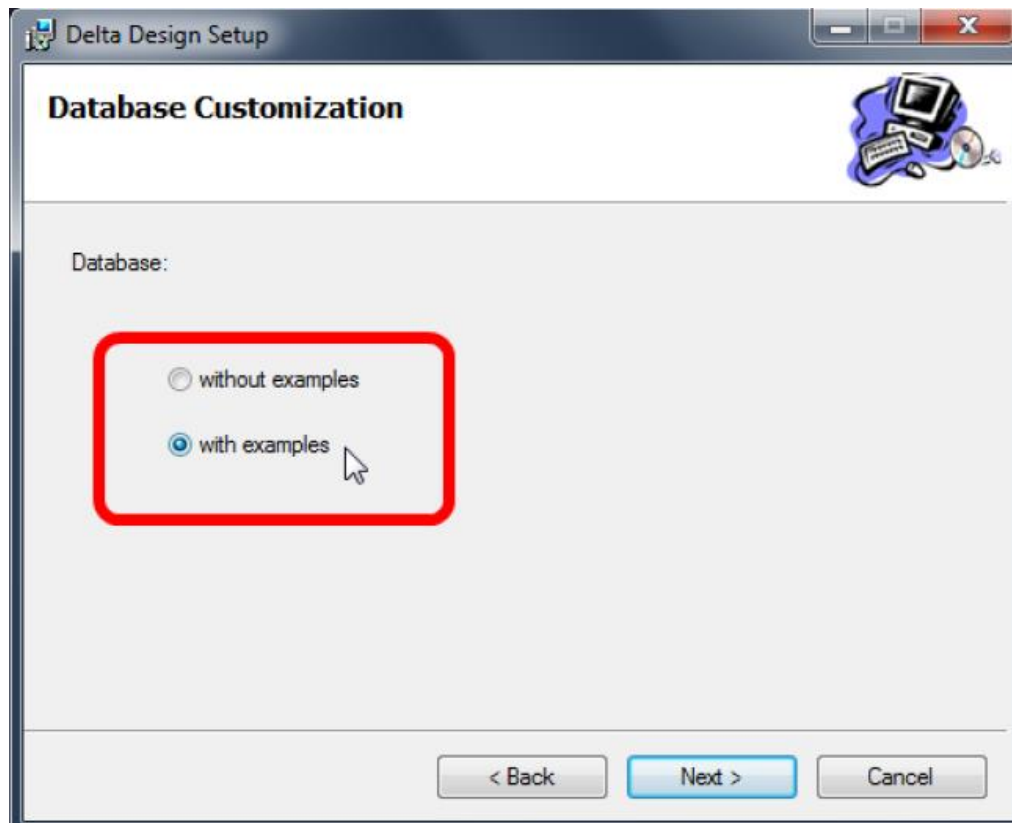 Delta Design Setup
Database Customization
Database:
without examples
with examples
< Back
Next >
Cancel